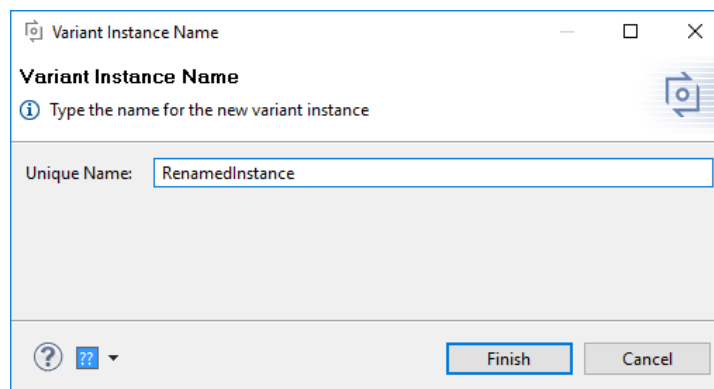 Variant Instance Name
Variant Instance Name
Type the name for the new variant instance
Unique Name: RenamedInstance
? ?? Finish Cancel